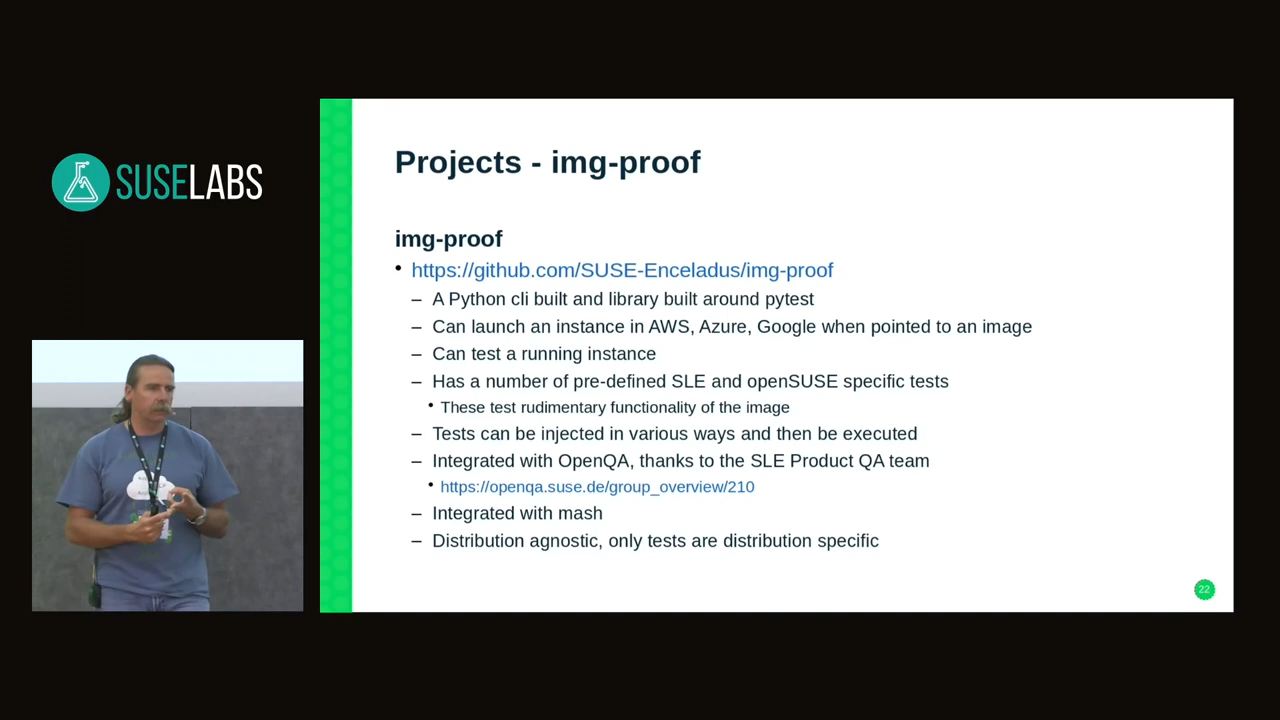 SUSELABS
Projects - img-proof
img-proof
• https://github.com/SUSE-Enceladus/img-proof
– A Python cli built and library built around pytest
– Can launch an instance in AWS, Azure, Google when pointed to an image
– Can test a running instance
– Has a number of pre-defined SLE and openSUSE specific tests
• These test rudimentary functionality of the image
– Tests can be injected in various ways and then be executed
– Integrated with OpenQA, thanks to the SLE Product QA team
• https://openqa.suse.de/group_overview/210
– Integrated with mash
– Distribution agnostic, only tests are distribution specific
22